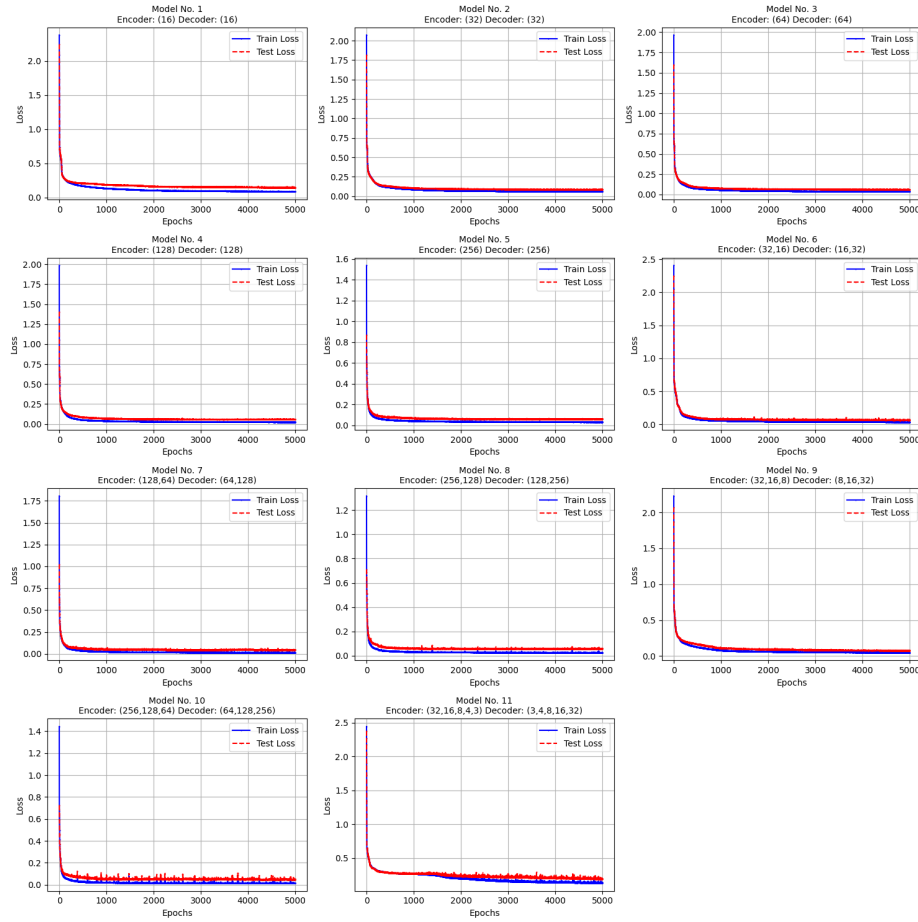 Model No. 1
Encoder: (16) Decoder: (16)
Train Loss
Test Loss
2.0
1.5
1.0
0.5
0.0
Loss
0 1000 2000 3000 4000 5000
Epochs
Model No. 2
Encoder: (32) Decoder: (32)
Train Loss
Test Loss
2.00
1.75
1.50
1.25
1.00
0.75
0.50
0.25
0.00
Loss
0 1000 2000 3000 4000 5000
Epochs
Model No. 3
Encoder: (64) Decoder: (64)
Train Loss
Test Loss
2.00
1.75
1.50
1.25
1.00
0.75
0.50
0.25
0.00
Loss
0 1000 2000 3000 4000 5000
Epochs
Model No. 4
Encoder: (128) Decoder: (128)
Train Loss
Test Loss
2.00
1.75
1.50
1.25
1.00
0.75
0.50
0.25
0.00
Loss
0 1000 2000 3000 4000 5000
Epochs
Model No. 5
Encoder: (256) Decoder: (256)
Train Loss
Test Loss
1.6
1.4
1.2
1.0
0.8
0.6
0.4
0.2
0.0
Loss
0 1000 2000 3000 4000 5000
Epochs
Model No. 6
Encoder: (32,16) Decoder: (16,32)
Train Loss
Test Loss
2.5
2.0
1.5
1.0
0.5
0.0
Loss
0 1000 2000 3000 4000 5000
Epochs
Model No. 7
Encoder: (128,64) Decoder: (64,128)
Train Loss
Test Loss
1.75
1.50
1.25
1.00
0.75
0.50
0.25
0.00
Loss
0 1000 2000 3000 4000 5000
Epochs
Model No. 8
Encoder: (256,128) Decoder: (128,256)
Train Loss
Test Loss
1.2
1.0
0.8
0.6
0.4
0.2
0.0
Loss
0 1000 2000 3000 4000 5000
Epochs
Model No. 9
Encoder: (32,16,8) Decoder: (8,16,32)
Train Loss
Test Loss
2.0
1.5
1.0
0.5
0.0
Loss
0 1000 2000 3000 4000 5000
Epochs
Model No. 10
Encoder: (256,128,64) Decoder: (64,128,256)
Train Loss
Test Loss
1.4
1.2
1.0
0.8
0.6
0.4
0.2
0.0
Loss
0 1000 2000 3000 4000 5000
Epochs
Model No. 11
Encoder: (32,16,8,4,3) Decoder: (3,4,8,16,32)
Train Loss
Test Loss
2.5
2.0
1.5
1.0
0.5
Loss
0 1000 2000 3000 4000 5000
Epochs